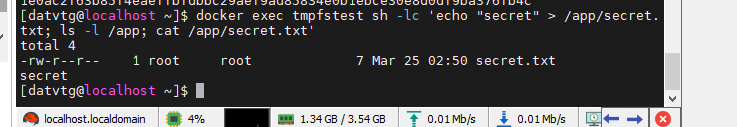 [datvtg@localhost ~]$ docker exec tmpfstest sh -lc 'echo "secret" > /app/secret.
txt; ls -l /app; cat /app/secret.txt'
total 4
-rw-r--r--    1 root     root             7 Mar 25 02:50 secret.txt
secret
[datvtg@localhost ~]$
localhost.localdomain 4% 1.34 GB / 3.54 GB 0.01 Mb/s 0.01 Mb/s